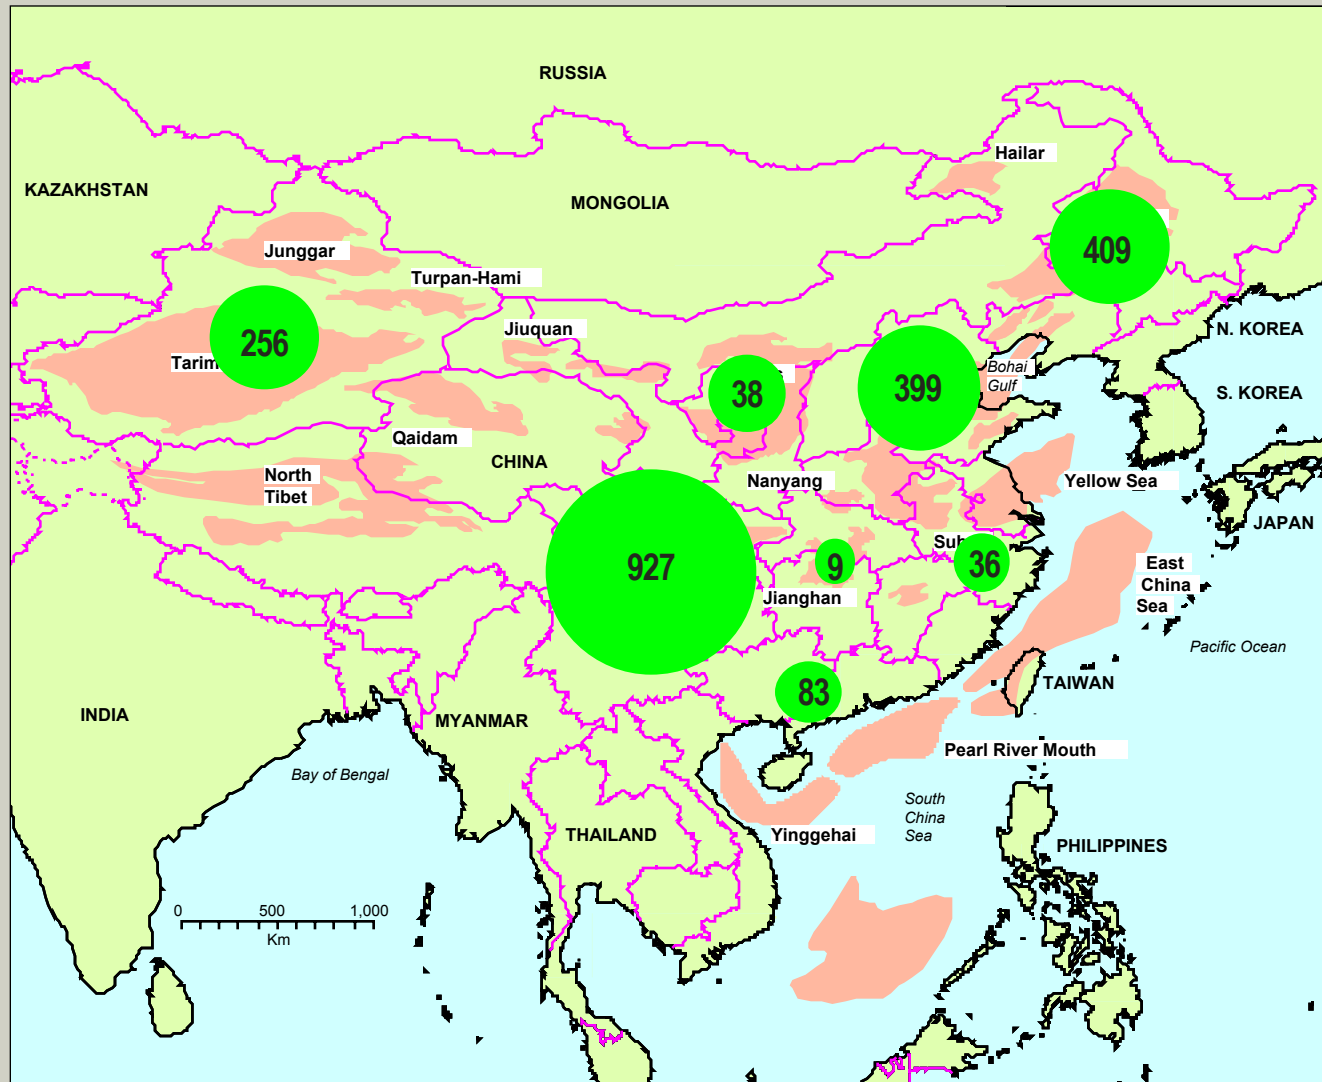 RUSSIA
Hailar
KAZAKHSTAN
MONGOLIA
Junggar
409
Turpan-Hami
Jiuquan
N. KOREA
256
Tarim
Bohai
Gulf
38
399
S. KOREA
Qaidam
CHINA
North
Tibet
Nanyang
Yellow Sea
JAPAN
927
9
Sub
36
East
China
Sea
Jianghan
Pacific Ocean
83
TAIWAN
INDIA
MYANMAR
Pearl River Mouth
Bay of Bengal
South
China
Sea
THAILAND
Yinggehai
PHILIPPINES
0 500 1,000
Km